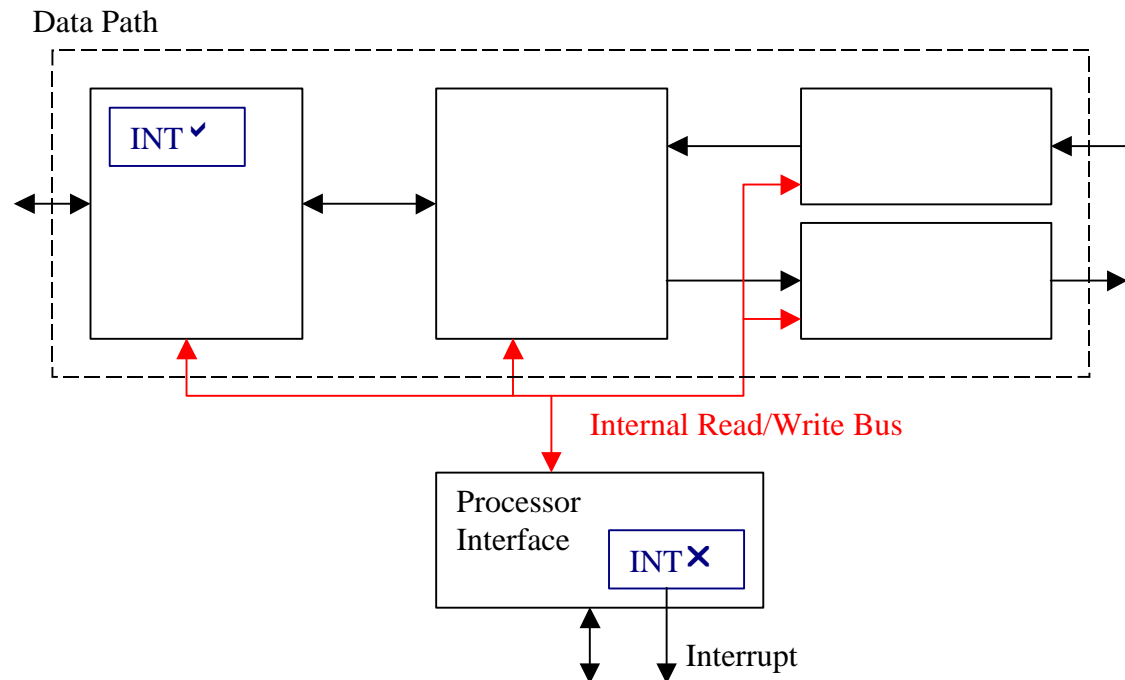 Data Path
INT ✔
Internal Read/Write Bus
Processor
Interface
INT ✕
Interrupt